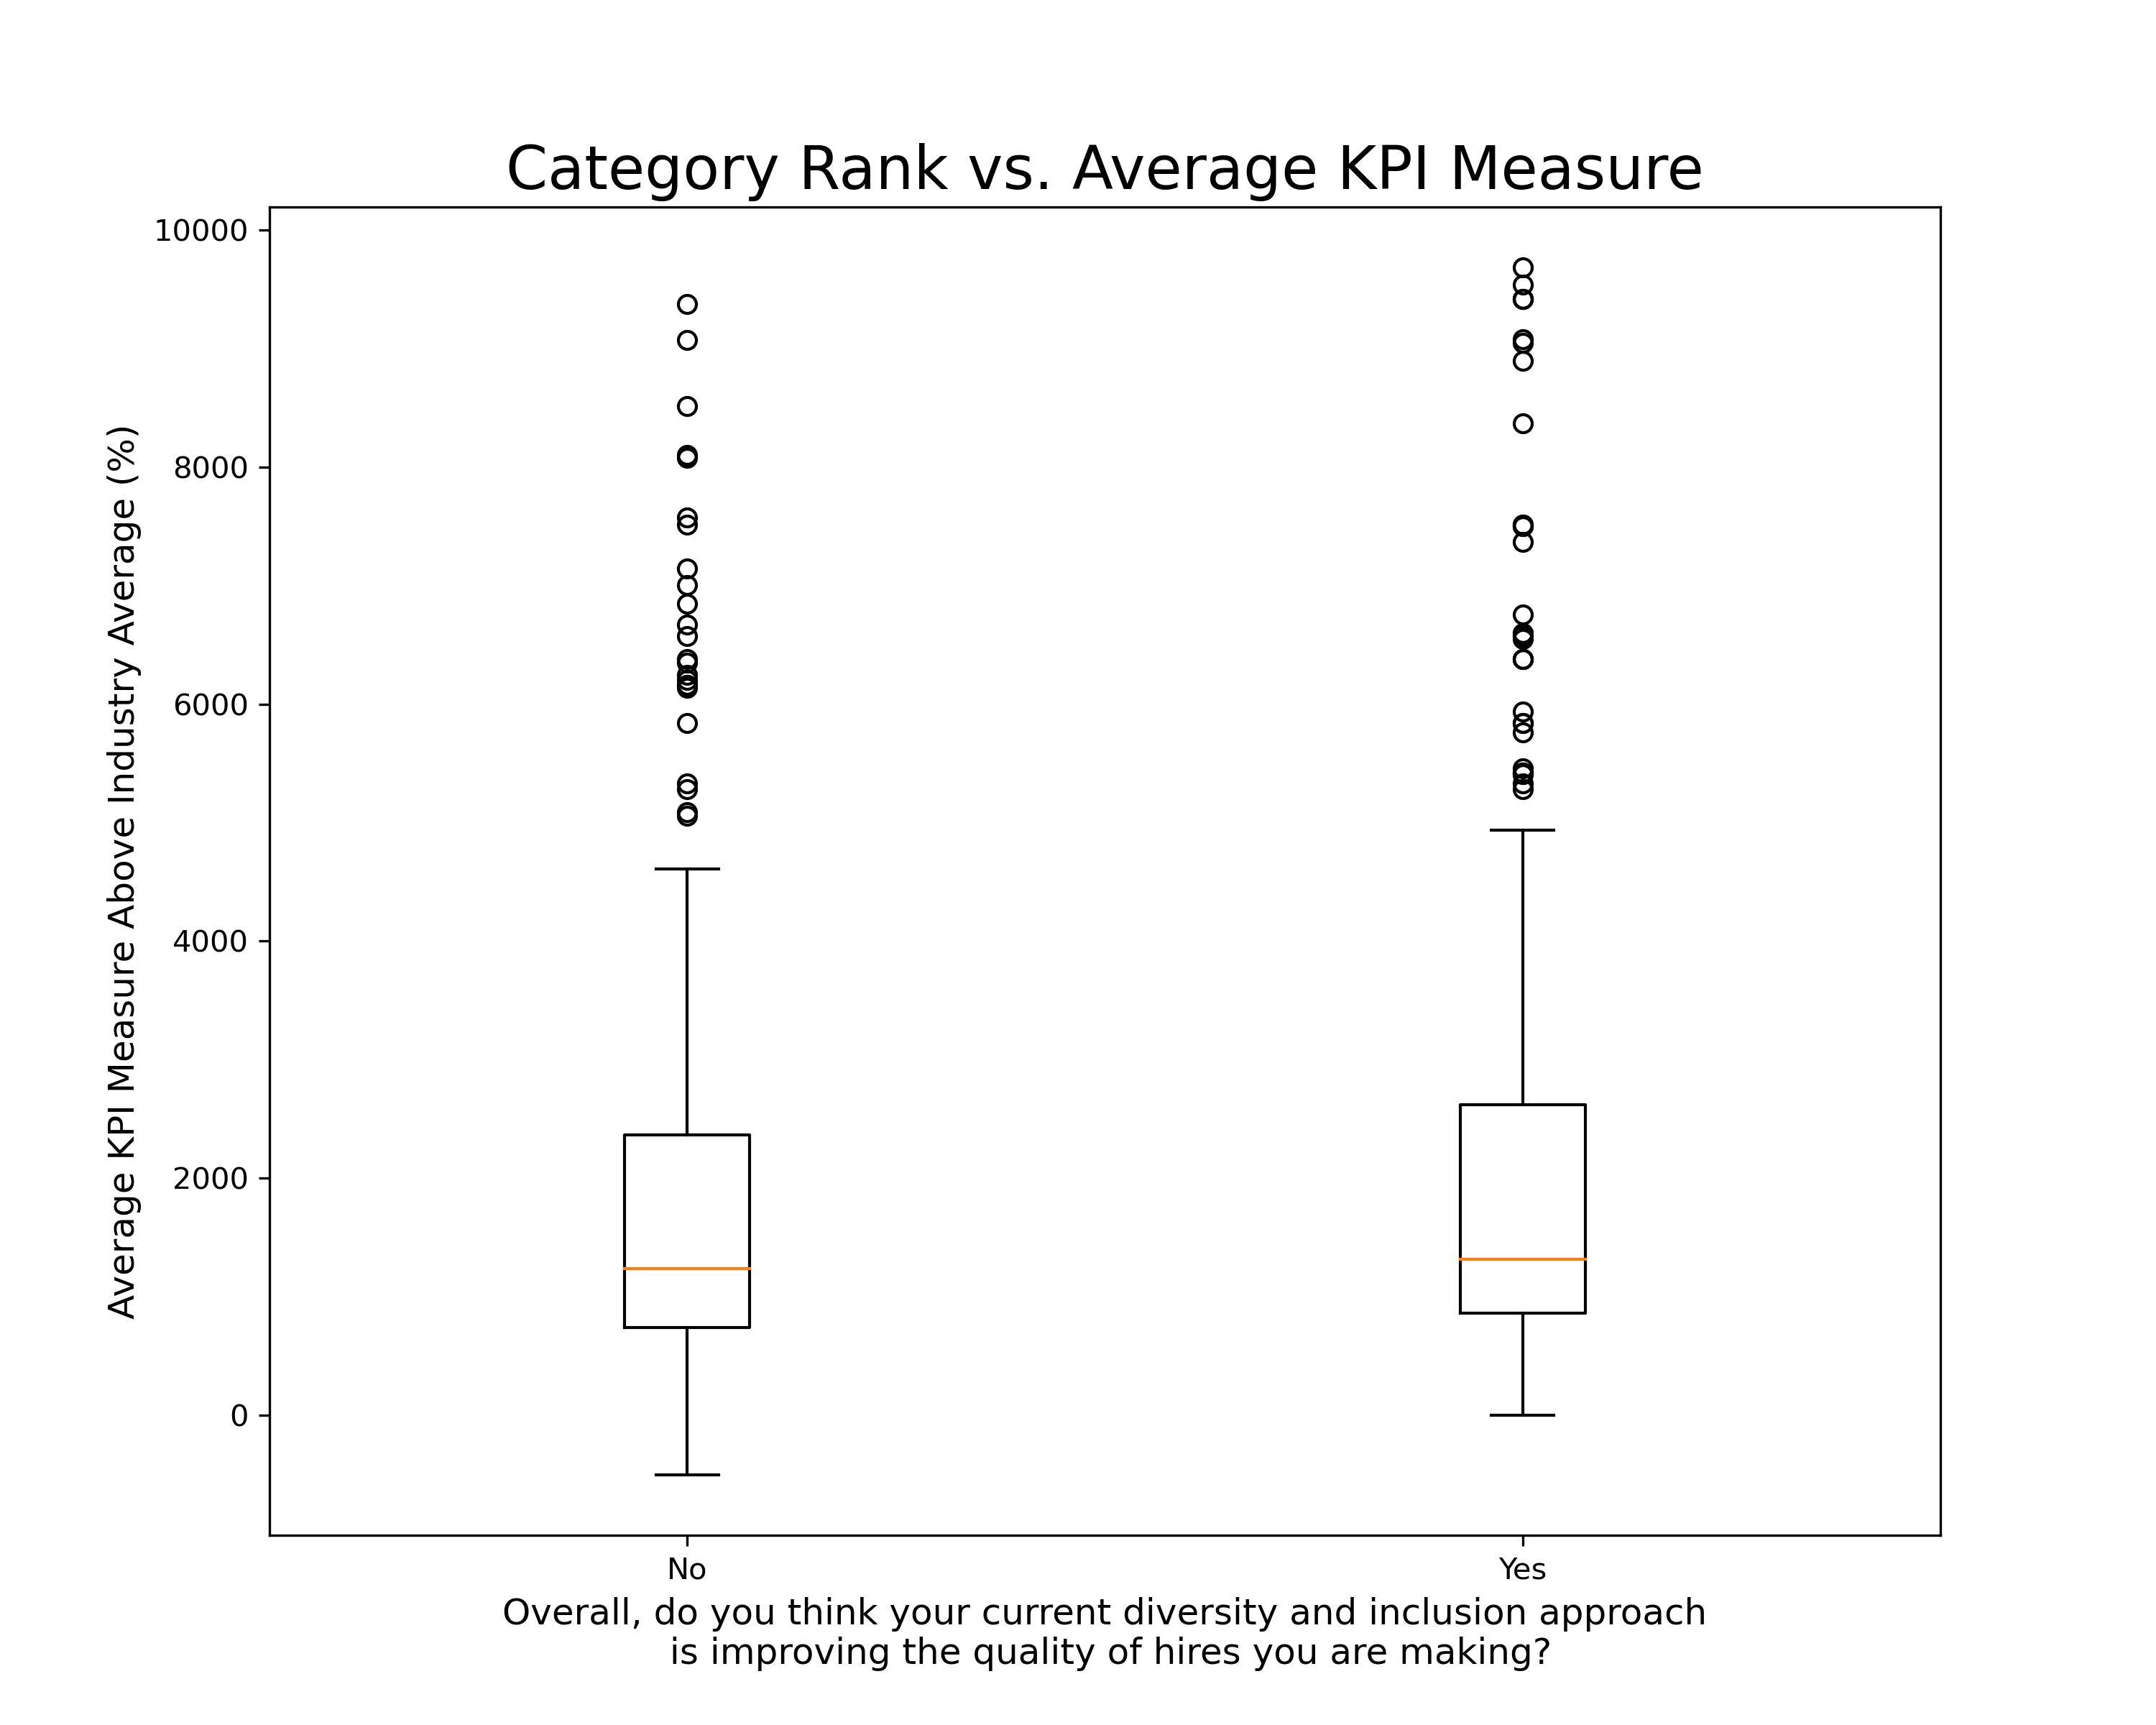 Category Rank vs. Average KPI Measure
Average KPI Measure Above Industry Average (%)
10000
8000
6000
4000
2000
0
No
Yes
Overall, do you think your current diversity and inclusion approach
is improving the quality of hires you are making?